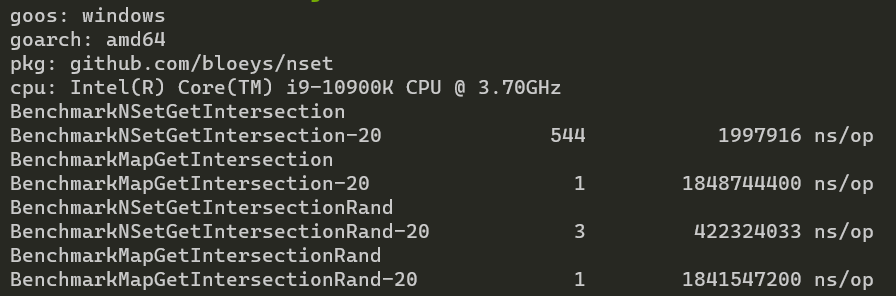 goos: windows
goarch: amd64
pkg: github.com/bloeys/nset
cpu: Intel(R) Core(TM) i9-10900K CPU @ 3.70GHz
BenchmarkNSetGetIntersection
BenchmarkNSetGetIntersection-20 544 1997916 ns/op
BenchmarkMapGetIntersection
BenchmarkMapGetIntersection-20 1 1848744400 ns/op
BenchmarkNSetGetIntersectionRand
BenchmarkNSetGetIntersectionRand-20 3 422324033 ns/op
BenchmarkMapGetIntersectionRand
BenchmarkMapGetIntersectionRand-20 1 1841547200 ns/op